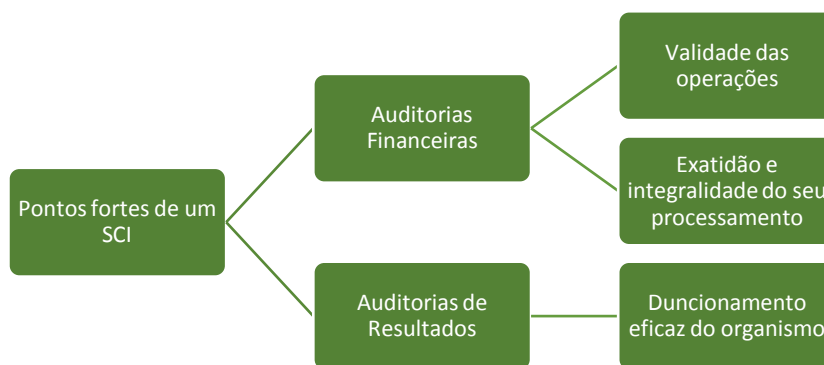 Pontos fortes de um
SCI
Auditorias
Financeiras
Validade das
operações
Exatidão e
integralidade do seu
processamento
Auditorias de
Resultados
Duncionamento
eficaz do organismo